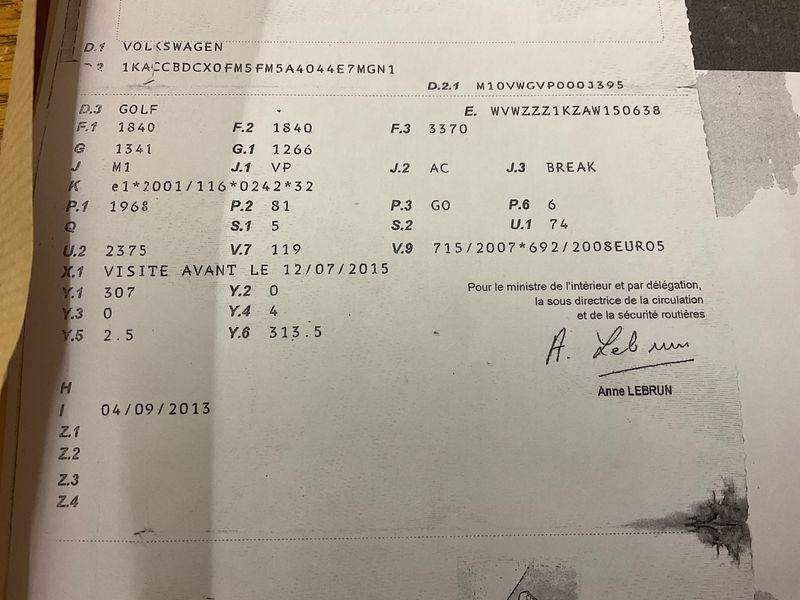 D.1 VOLKSWAGEN
D.2 1KACCBDCX0FM5FM5A4044E7MGN1
D.2.1 M10VWGVP000J395
D.3 GOLF E. WVWZZZ1KZAW150638
F.1 1840 F.2 1840 F.3 3370
G 1341 G.1 1266
J M1 J.1 VP J.2 AC J.3 BREAK
K e1*2001/116*0242*32
P.1 1968 P.2 81 P.3 GO P.6 6
Q S.1 5 S.2 U.1 74
U.2 2375 V.7 119 V.9 715/2007*692/2008EURO5
X.1 VISITE AVANT LE 12/07/2015
Y.1 307 Y.2 0
Y.3 0 Y.4 4
Y.5 2.5 Y.6 313.5
Pour le ministre de l'intérieur et par délégation,
la sous directrice de la circulation
et de la sécurité routières
A. Lebrun
Anne LEBRUN
H
I 04/09/2013
Z.1
Z.2
Z.3
Z.4